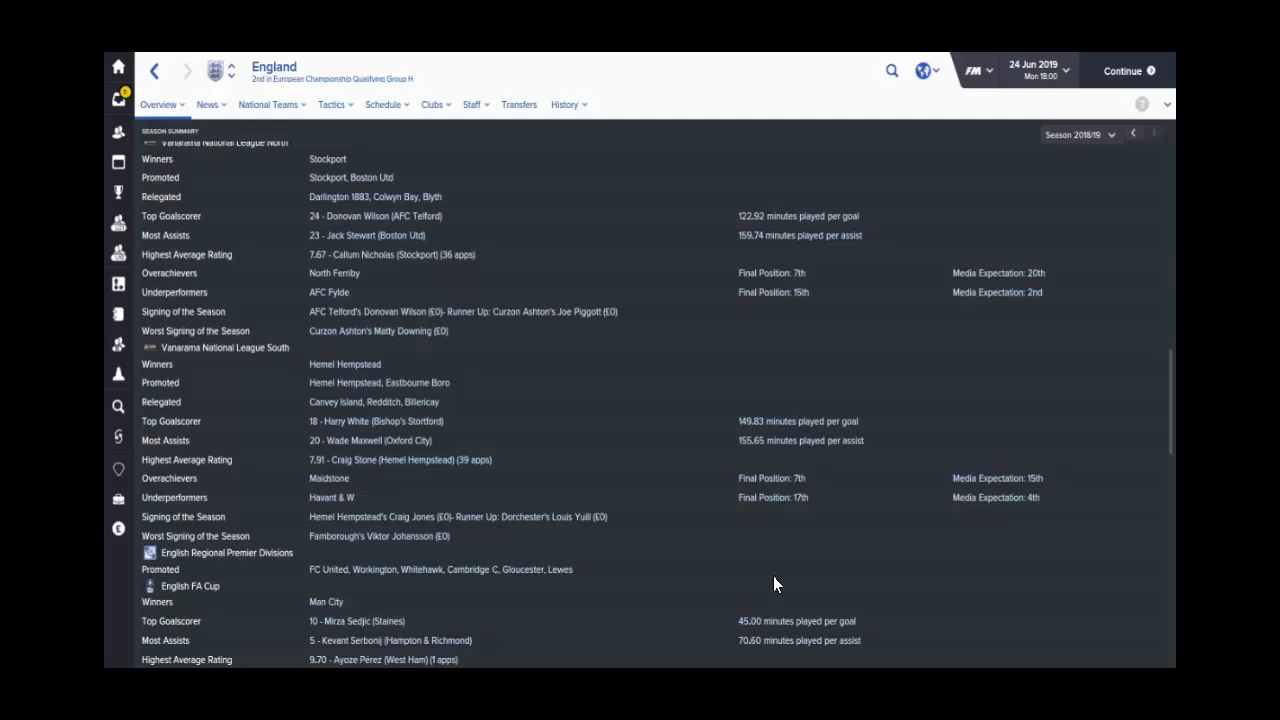 England
2nd in European Championship Qualifying Group H
FM
24 Jun 2019
Mon 18:00
Continue
Overview News National Teams Tactics Schedule Clubs Staff Transfers History
SEASON SUMMARY
Season 2018/19
Vanarama National League North
Winners Stockport
Promoted Stockport, Boston Utd
Relegated Darlington 1883, Colwyn Bay, Blyth
Top Goalscorer 24 - Donovan Wilson (AFC Telford) 122.92 minutes played per goal
Most Assists 23 - Jack Stewart (Boston Utd) 159.74 minutes played per assist
Highest Average Rating 7.67 - Callum Nicholas (Stockport) (36 apps)
Overachievers North Ferriby Final Position: 7th Media Expectation: 20th
Underperformers AFC Fylde Final Position: 15th Media Expectation: 2nd
Signing of the Season AFC Telford's Donovan Wilson (£0)- Runner Up: Curzon Ashton's Joe Piggott (£0)
Worst Signing of the Season Curzon Ashton's Matty Downing (£0)
Vanarama National League South
Winners Hemel Hempstead
Promoted Hemel Hempstead, Eastbourne Boro
Relegated Canvey Island, Redditch, Billericay
Top Goalscorer 18 - Harry White (Bishop's Stortford) 149.83 minutes played per goal
Most Assists 20 - Wade Maxwell (Oxford City) 155.65 minutes played per assist
Highest Average Rating 7.91 - Craig Stone (Hemel Hempstead) (39 apps)
Overachievers Maidstone Final Position: 7th Media Expectation: 15th
Underperformers Havant & W Final Position: 17th Media Expectation: 4th
Signing of the Season Hemel Hempstead's Craig Jones (£0)- Runner Up: Dorchester's Louis Yuill (£0)
Worst Signing of the Season Farnborough's Viktor Johansson (£0)
English Regional Premier Divisions
Promoted FC United, Workington, Whitehawk, Cambridge C, Gloucester, Lewes
English FA Cup
Winners Man City
Top Goalscorer 10 - Mirza Sedjic (Staines) 45.00 minutes played per goal
Most Assists 5 - Kevant Serbonij (Hampton & Richmond) 70.60 minutes played per assist
Highest Average Rating 9.70 - Ayoze Pérez (West Ham) (1 apps)